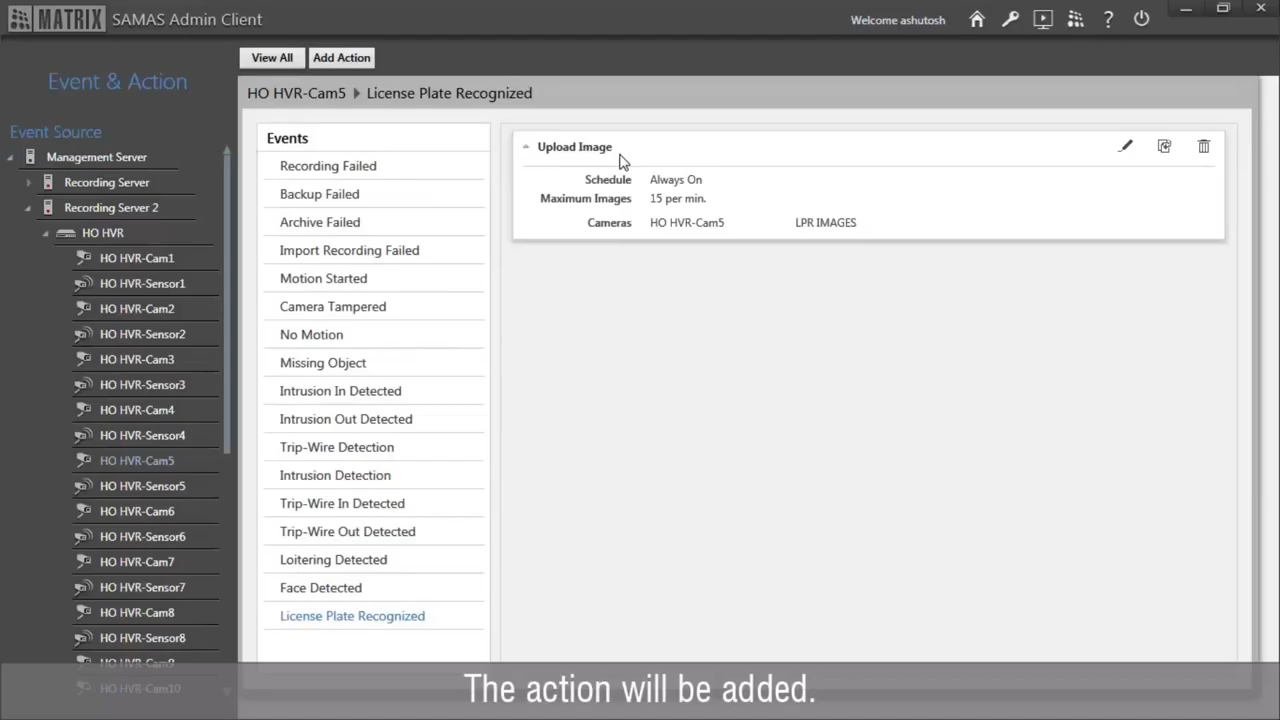 MATRIX SAMAS Admin Client
Welcome ashutosh
View All
Add Action
Event & Action
HO HVR-Cam5 License Plate Recognized
Event Source
Management Server
Recording Server
Recording Server 2
HO HVR
HO HVR-Cam1
HO HVR-Sensor1
HO HVR-Cam2
HO HVR-Sensor2
HO HVR-Cam3
HO HVR-Sensor3
HO HVR-Cam4
HO HVR-Sensor4
HO HVR-Cam5
HO HVR-Sensor5
HO HVR-Cam6
HO HVR-Sensor6
HO HVR-Cam7
HO HVR-Sensor7
HO HVR-Cam8
HO HVR-Sensor8
HO HVR-Cam9
HO HVR-Cam10
Events
Recording Failed
Backup Failed
Archive Failed
Import Recording Failed
Motion Started
Camera Tampered
No Motion
Missing Object
Intrusion In Detected
Intrusion Out Detected
Trip-Wire Detection
Intrusion Detection
Trip-Wire In Detected
Trip-Wire Out Detected
Loitering Detected
Face Detected
License Plate Recognized
Upload Image
Schedule Always On
Maximum Images 15 per min.
Cameras HO HVR-Cam5 LPR IMAGES
The action will be added.